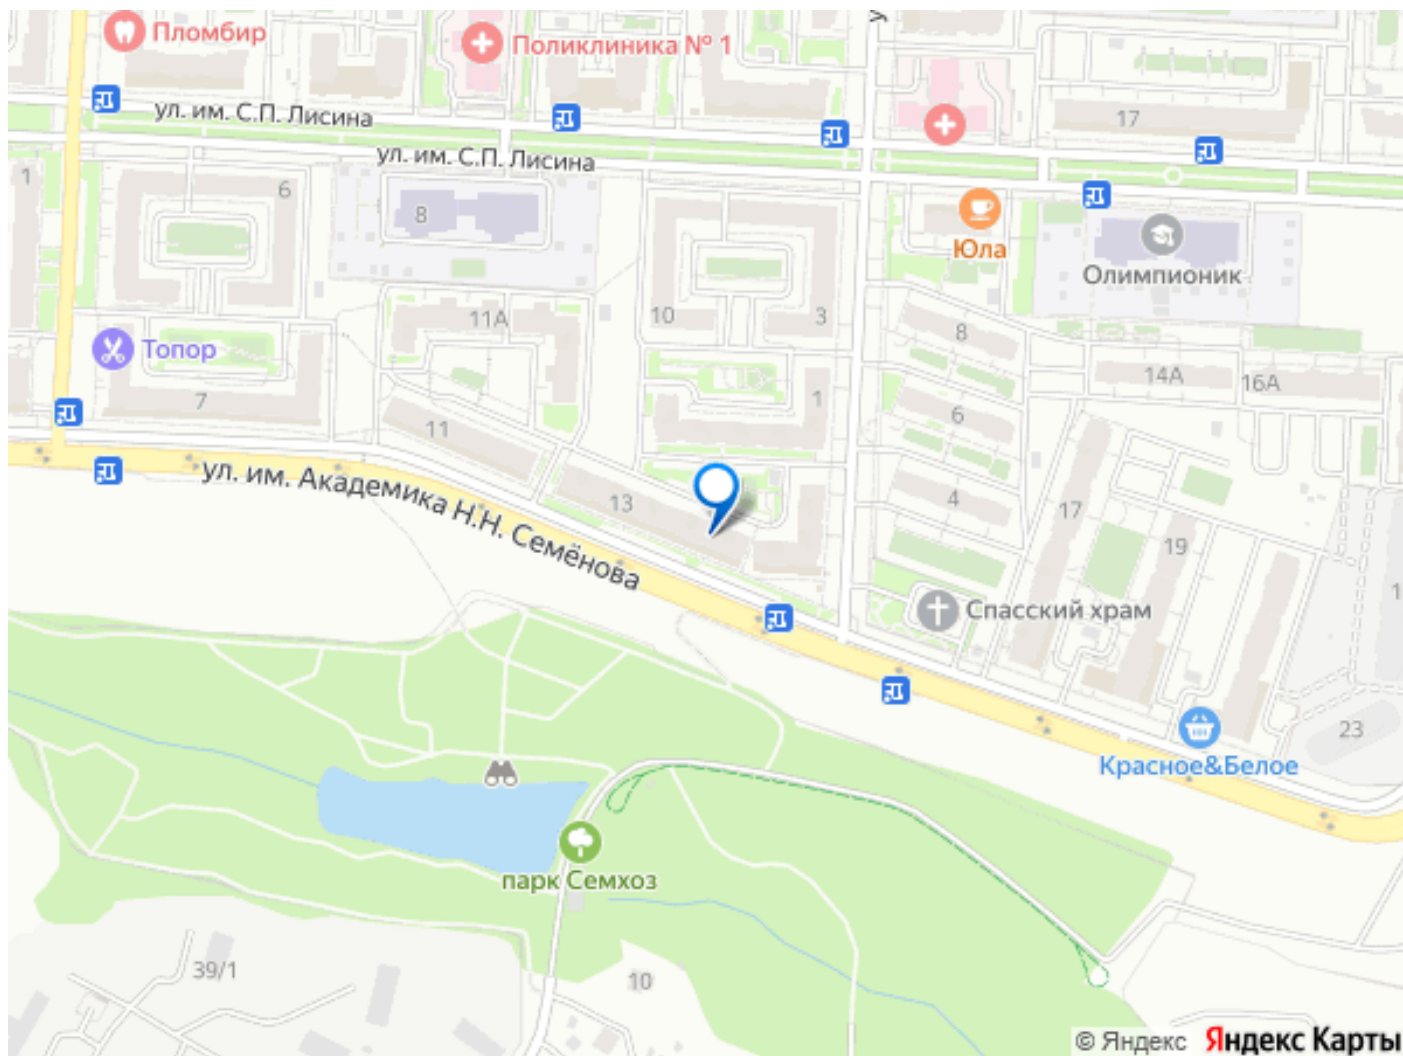 Пломбир
Поликлиника № 1
ул. им. С.П. Лисина
17
ул. им. С.П. Лисина
1
6
8
Юла
Олимпионик
11А
10
3
8
Топор
14А
16А
7
1
6
11
ул. им. Академика Н.Н. Семёнова
13
4
17
19
Спасский храм
1
23
Красное&Белое
парк Семхоз
39/1
10
© Яндекс Яндекс Карты